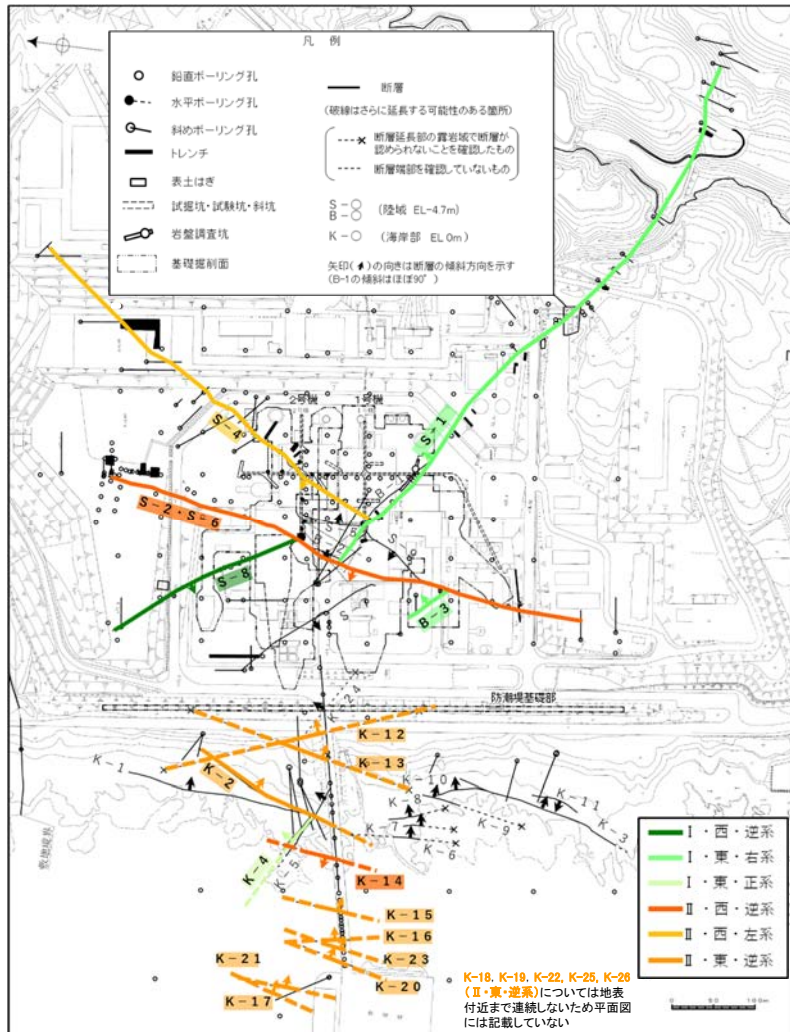 凡 例
鉛直ボーリング孔
水平ボーリング孔
斜めボーリング孔
トレンチ
表土はぎ
試掘坑・試験坑・斜坑
岩盤調査坑
基礎掘削面
断層
(破線はさらに延長する可能性のある箇所)
断層延長部の露岩域で断層が
認められないことを確認したもの
断層端部を確認していないもの
S-○
B-○
(陸域 EL-4.7m)
K-○ (海岸部 EL 0m)
矢印( )の向きは断層の傾斜方向を示す
(B-1の傾斜はほぼ90°)
2号機
1号機
S-4
S-1
S-2・S-6
S-8
B-3
防潮堤基礎部
K-24
K-12
K-13
K-1
K-2
K-10
K-11
K-8
K-9
K-3
K-7
K-6
K-5
K-4
K-14
K-15
K-16
K-23
K-21
K-20
K-17
敷地境界
K-18, K-19, K-22, K-25, K-26
(Ⅱ・東・逆系)については地表
付近まで連続しないため平面図
には記載していない
Ⅰ・西・逆系
Ⅰ・東・右系
Ⅰ・東・正系
Ⅱ・西・逆系
Ⅱ・西・左系
Ⅱ・東・逆系
0 50 100m